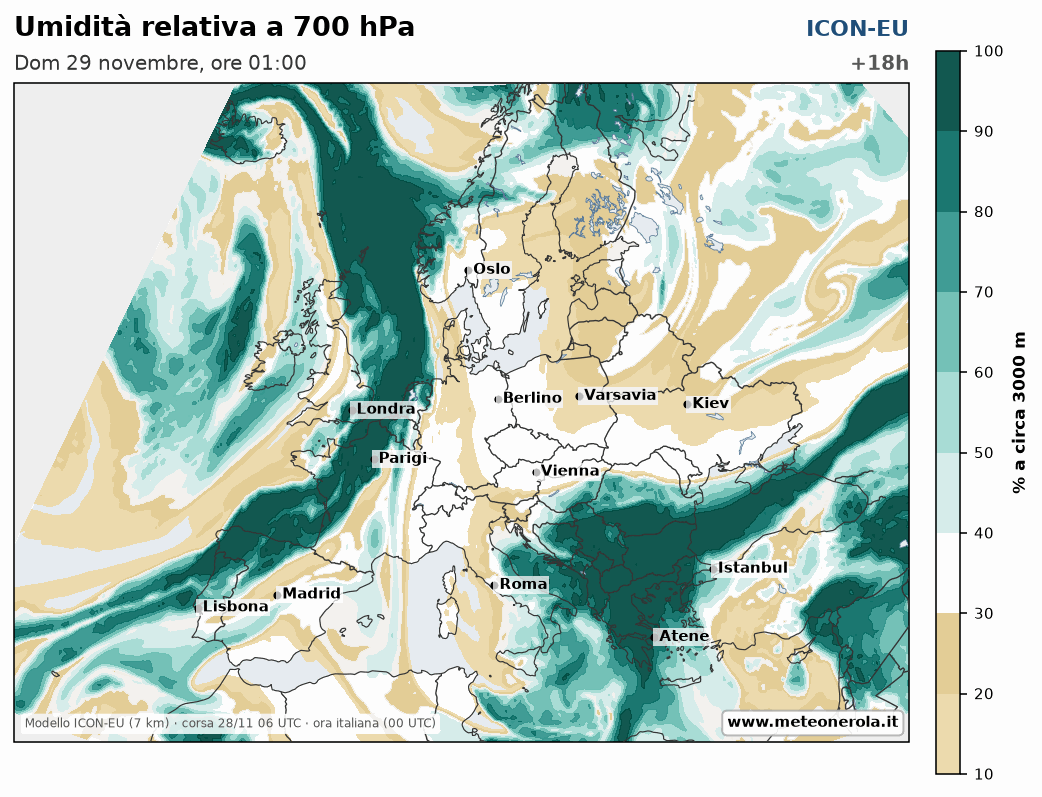 Umidità relativa a 700 hPa
ICON-EU
Dom 29 novembre, ore 01:00
+18h
100
90
80
70
60
50
40
30
20
10
% a circa 3000 m
Oslo
Berlino
Varsavia
Kiev
Londra
Parigi
Vienna
Istanbul
Roma
Madrid
Lisbona
Atene
Modello ICON-EU (7 km) · corsa 28/11 06 UTC · ora italiana (00 UTC)
www.meteonerola.it